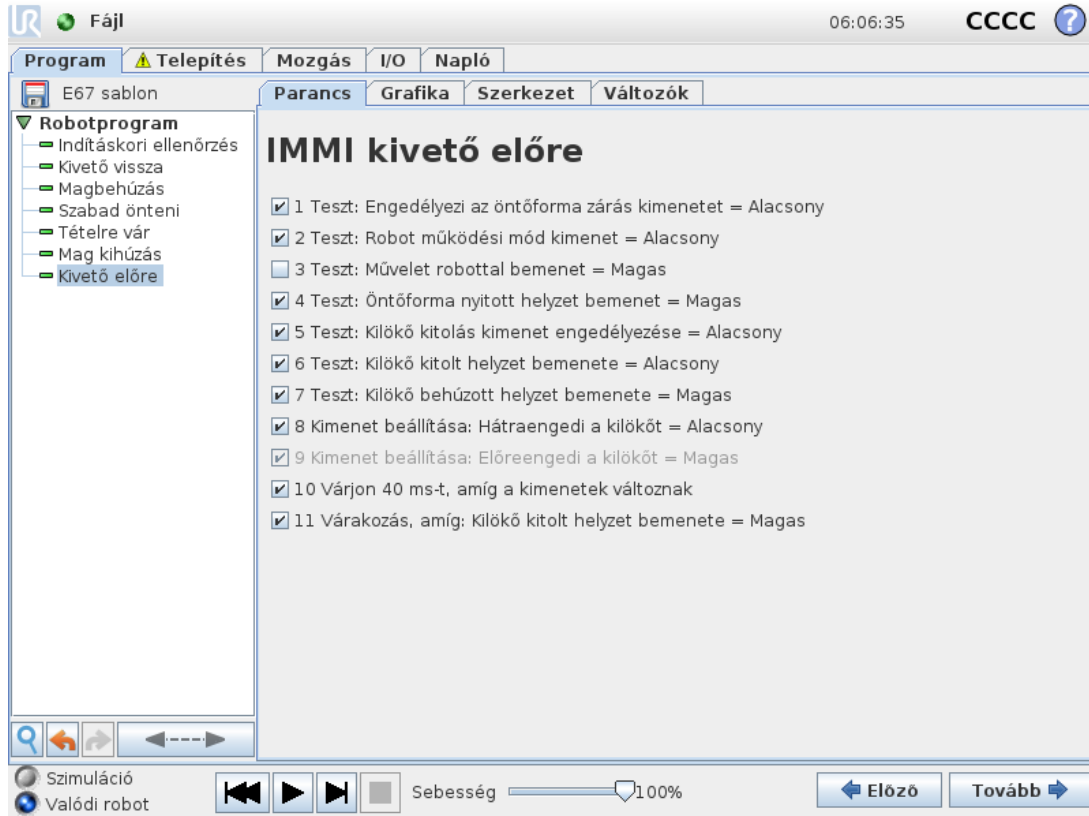 UR Fájl 06:06:35 CCCC ?
Program Telepítés Mozgás I/O Napló
E67 sablon
Parancs Grafika Szerkezet Változók
Robotprogram
Indításkori ellenőrzés
Kivető vissza
Magbehúzás
Szabad önteni
Tételre vár
Mag kihúzás
Kivető előre
IMMI kivető előre
1 Teszt: Engedélyezi az öntőforma zárás kimenetet = Alacsony
2 Teszt: Robot működési mód kimenet = Alacsony
3 Teszt: Művelet robottal bemenet = Magas
4 Teszt: Öntőforma nyitott helyzet bemenet = Magas
5 Teszt: Kilökő kitolás kimenet engedélyezése = Alacsony
6 Teszt: Kilökő kitolt helyzet bemenete = Alacsony
7 Teszt: Kilökő behúzott helyzet bemenete = Magas
8 Kimenet beállítása: Hátraengedi a kilökőt = Alacsony
9 Kimenet beállítása: Előreengedi a kilökőt = Magas
10 Várjon 40 ms-t, amíg a kimenetek változnak
11 Várakozás, amíg: Kilökő kitolt helyzet bemenete = Magas
Szimuláció
Valódi robot
Sebesség 100%
Előző Tovább